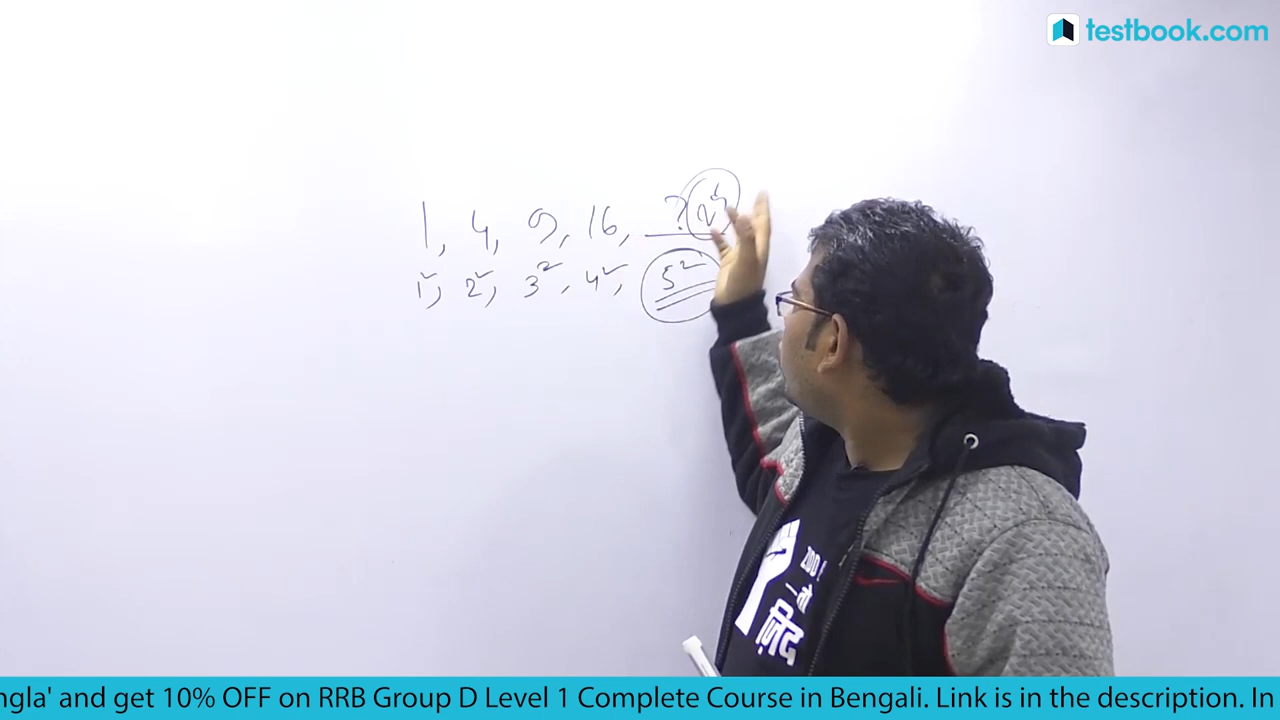 testbook.com
1, 4, 9, 16, ?
1², 2², 3², 4², 5²
জিদ
ngla' and get 10% OFF on RRB Group D Level 1 Complete Course in Bengali. Link is in the description. In